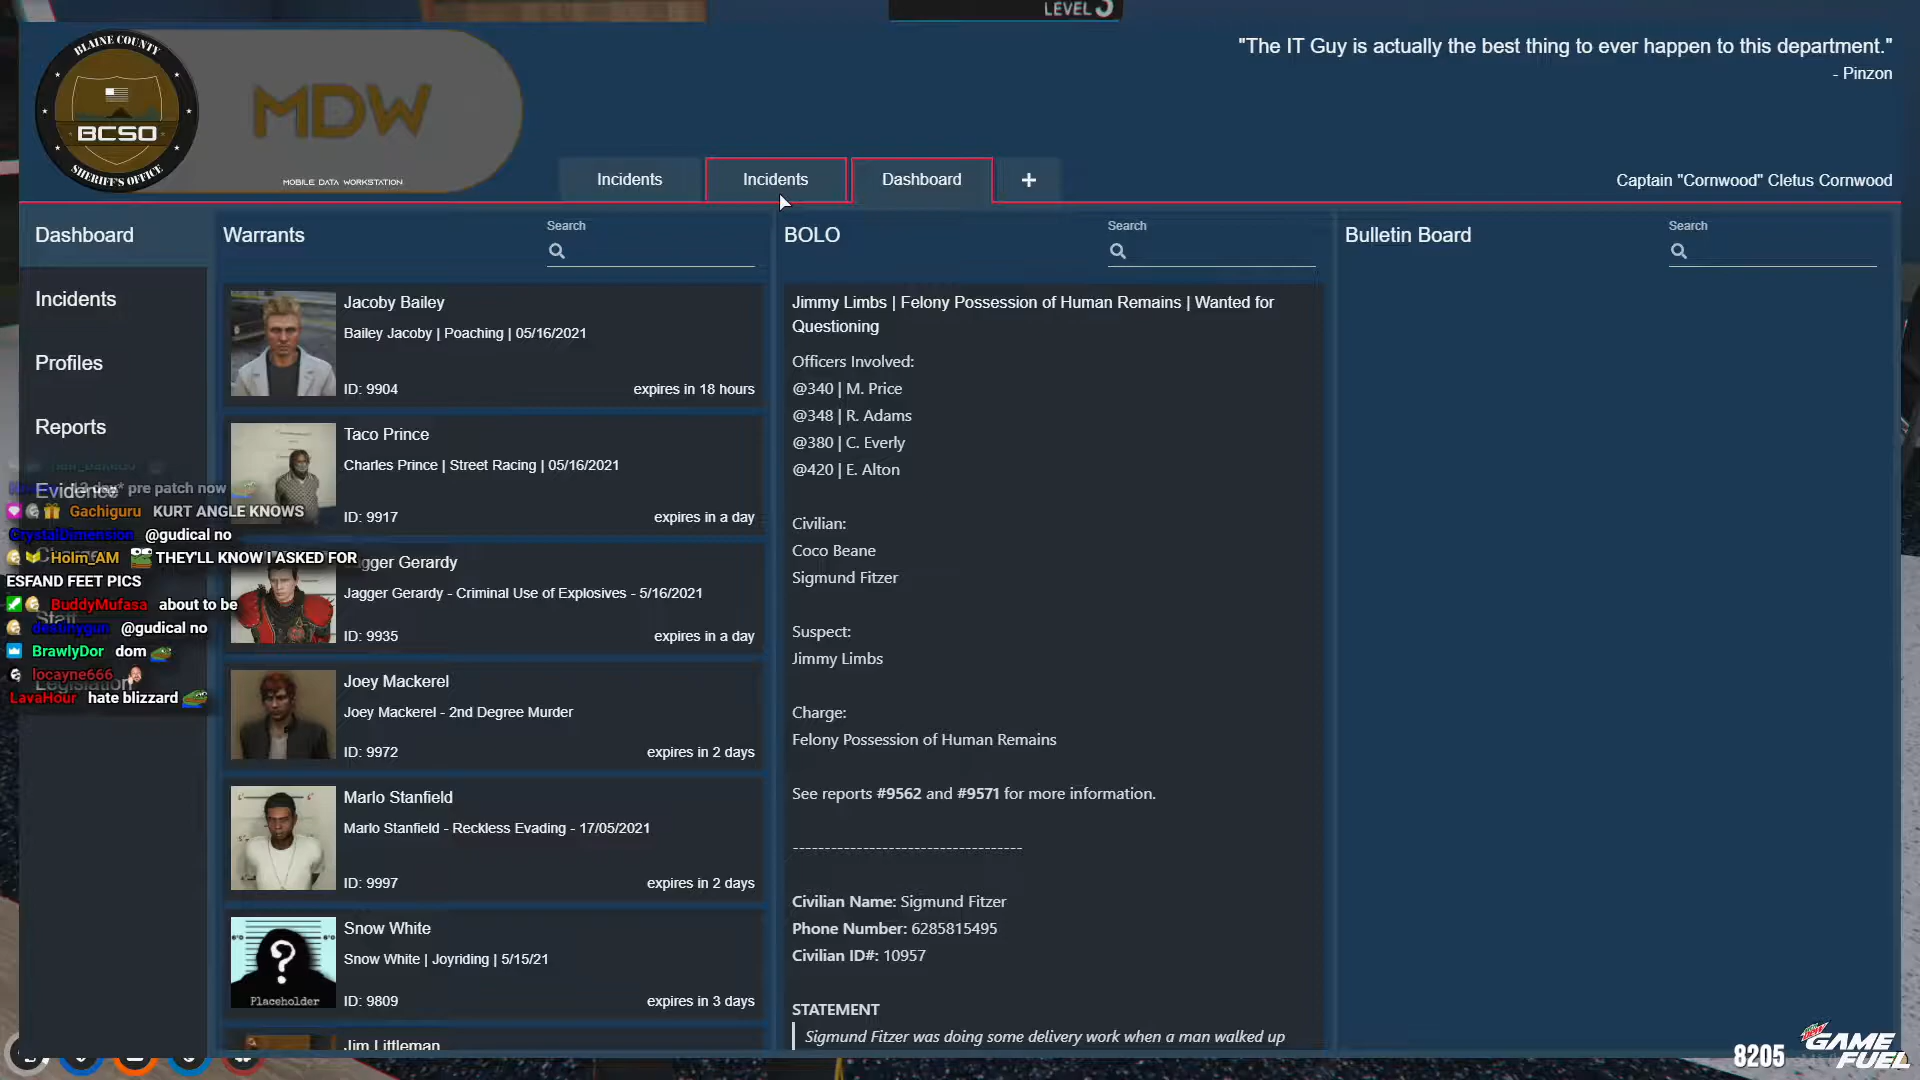 LEVEL 3
BLAINE COUNTY
BCSO
SHERIFF'S OFFICE
MDW
MOBILE DATA WORKSTATION
"The IT Guy is actually the best thing to ever happen to this department."
- Pinzon
Incidents
Incidents
Dashboard
+
Captain "Cornwood" Cletus Cornwood
Dashboard
Incidents
Profiles
Reports
Evidence
Staff
Legislation
pre patch now
Gachiguru KURT ANGLE KNOWS
CrystalDimension @gudical no
Holm_AM THEY'LL KNOW I ASKED FOR
ESFAND FEET PICS
BuddyMufasa about to be
destinygun @gudical no
BrawlyDor dom
locayne666
LavaHour hate blizzard
Warrants
Search
Jacoby Bailey
Bailey Jacoby | Poaching | 05/16/2021
ID: 9904 expires in 18 hours
Taco Prince
Charles Prince | Street Racing | 05/16/2021
ID: 9917 expires in a day
gger Gerardy
Jagger Gerardy - Criminal Use of Explosives - 5/16/2021
ID: 9935 expires in a day
Joey Mackerel
Joey Mackerel - 2nd Degree Murder
ID: 9972 expires in 2 days
Marlo Stanfield
Marlo Stanfield - Reckless Evading - 17/05/2021
ID: 9997 expires in 2 days
Snow White
Snow White | Joyriding | 5/15/21
Placeholder
ID: 9809 expires in 3 days
Jim Littleman
BOLO
Search
Jimmy Limbs | Felony Possession of Human Remains | Wanted for
Questioning
Officers Involved:
@340 | M. Price
@348 | R. Adams
@380 | C. Everly
@420 | E. Alton
Civilian:
Coco Beane
Sigmund Fitzer
Suspect:
Jimmy Limbs
Charge:
Felony Possession of Human Remains
See reports #9562 and #9571 for more information.
------------------------------------
Civilian Name: Sigmund Fitzer
Phone Number: 6285815495
Civilian ID#: 10957
STATEMENT
Sigmund Fitzer was doing some delivery work when a man walked up
Bulletin Board
Search
8205
GAME
FUEL